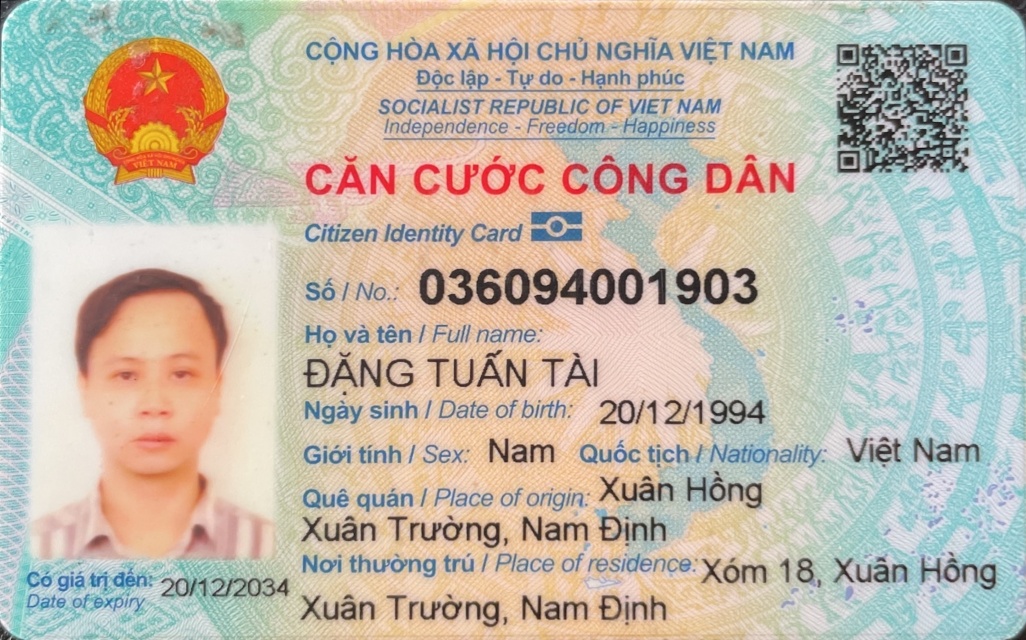 CỘNG HÒA XÃ HỘI CHỦ NGHĨA VIỆT NAM
Độc lập - Tự do - Hạnh phúc
SOCIALIST REPUBLIC OF VIET NAM
Independence - Freedom - Happiness
CĂN CƯỚC CÔNG DÂN
Citizen Identity Card
Số / No.: 036094001903
Họ và tên / Full name:
ĐẶNG TUẤN TÀI
Ngày sinh / Date of birth: 20/12/1994
Giới tính / Sex: Nam Quốc tịch / Nationality: Việt Nam
Quê quán / Place of origin: Xuân Hồng
Xuân Trường, Nam Định
Nơi thường trú / Place of residence: Xóm 18, Xuân Hồng
Xuân Trường, Nam Định
Có giá trị đến: 20/12/2034
Date of expiry
VIỆT NAM